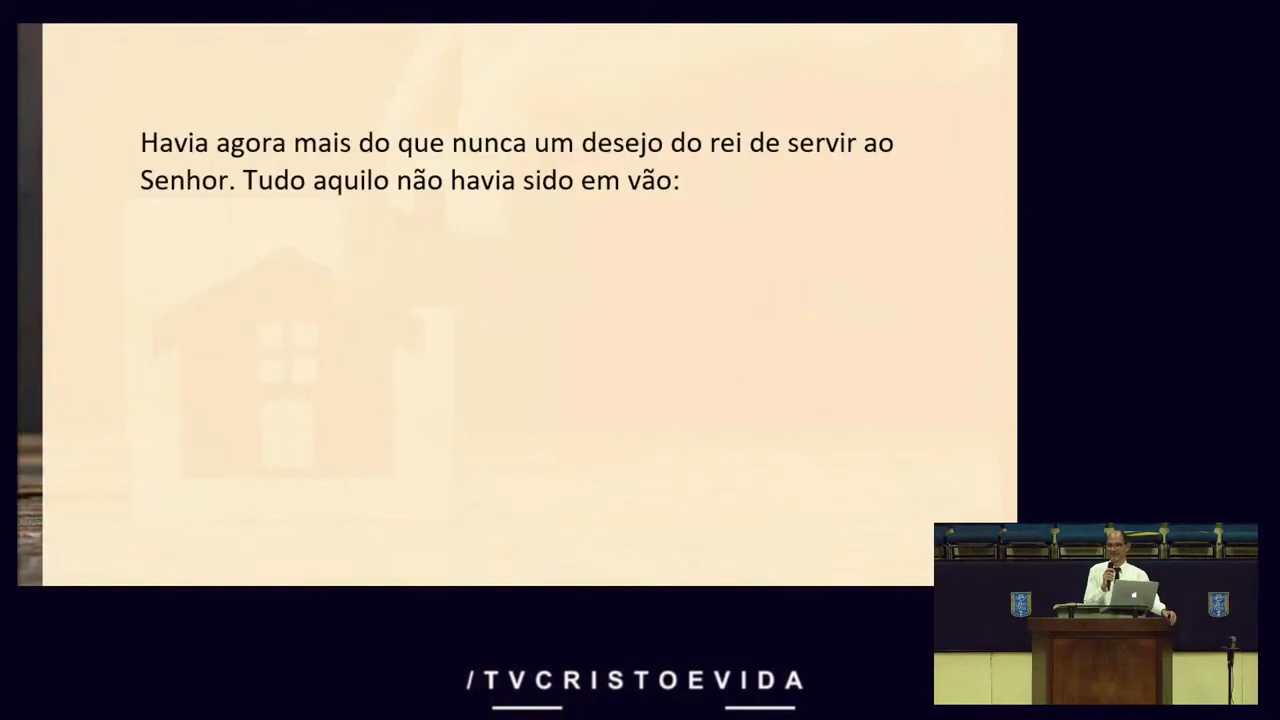 Havia agora mais do que nunca um desejo do rei de servir ao
Senhor. Tudo aquilo não havia sido em vão:
/TVCRISTOEVIDA